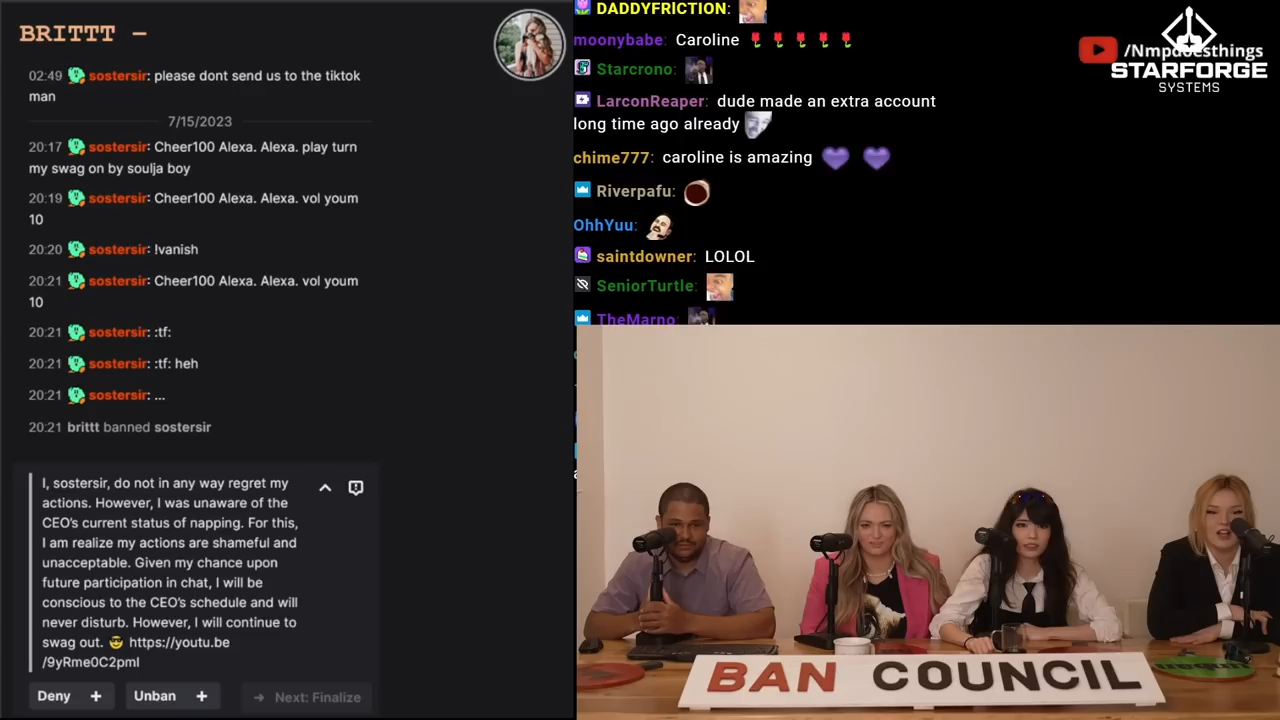 BRITTT -
02:49 sostersir: please dont send us to the tiktok
man
7/15/2023
20:17 sostersir: Cheer100 Alexa. Alexa. play turn
my swag on by soulja boy
20:19 sostersir: Cheer100 Alexa. Alexa. vol youm
10
20:20 sostersir: !vanish
20:21 sostersir: Cheer100 Alexa. Alexa. vol youm
10
20:21 sostersir: :tf:
20:21 sostersir: :tf: heh
20:21 sostersir: ...
20:21 brittt banned sostersir
I, sostersir, do not in any way regret my
actions. However, I was unaware of the
CEO's current status of napping. For this,
I am realize my actions are shameful and
unacceptable. Given my chance upon
future participation in chat, I will be
conscious to the CEO's schedule and will
never disturb. However, I will continue to
swag out. 😎 https://youtu.be
/9yRme0C2pmI
Deny +
Unban +
→ Next: Finalize
DADDYFRICTION:
moonybabe: Caroline 🌷 🌷 🌷 🌷 🌷
Starcrono:
LarconReaper: dude made an extra account
long time ago already
chime777: caroline is amazing 💜 💜
Riverpafu:
OhhYuu:
saintdowner: LOLOL
SeniorTurtle:
TheMarno:
/Nmpdoesthings
STARFORGE
SYSTEMS
BAN COUNCIL